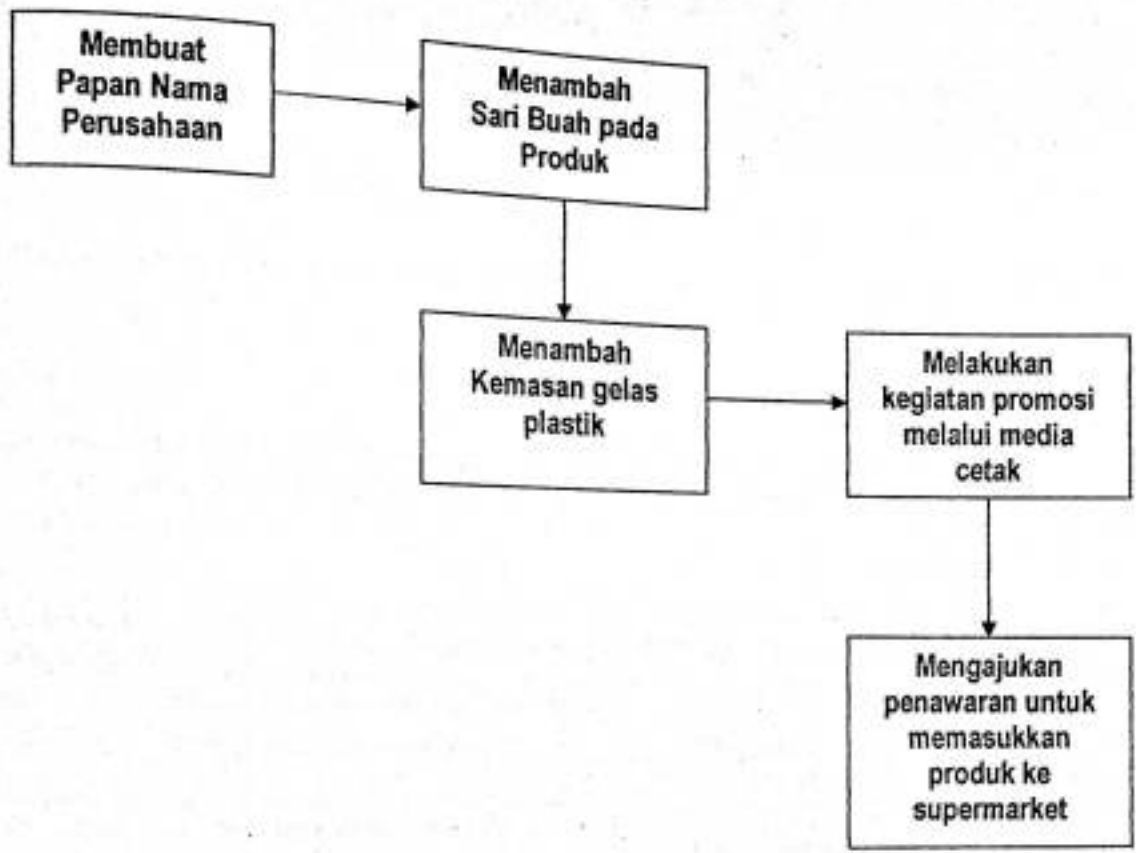 Membuat
Papan Nama
Perusahaan
Menambah
Sari Buah pada
Produk
Menambah
Kemasan gelas
plastik
Melakukan
kegiatan promosi
melalui media
cetak
Mengajukan
penawaran untuk
memasukkan
produk ke
supermarket